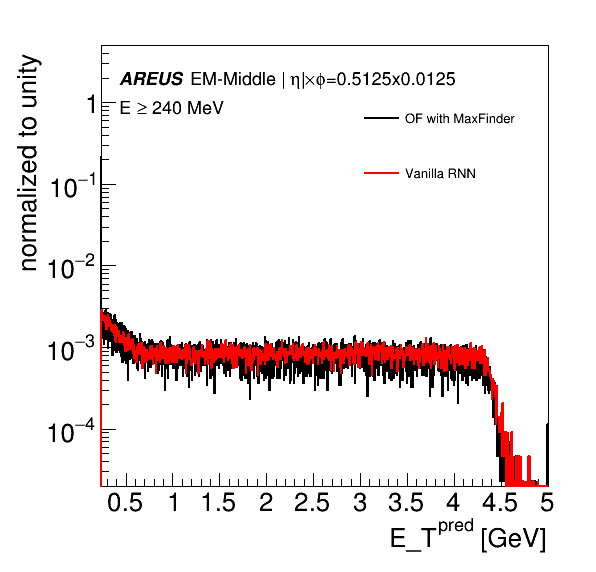 AREUS EM-Middle | η|×ϕ=0.5125x0.0125
E ≥ 240 MeV
OF with MaxFinder
Vanilla RNN
normalized to unity
1
10⁻¹
10⁻²
10⁻³
10⁻⁴
0.5 1 1.5 2 2.5 3 3.5 4 4.5 5
E_T^pred [GeV]